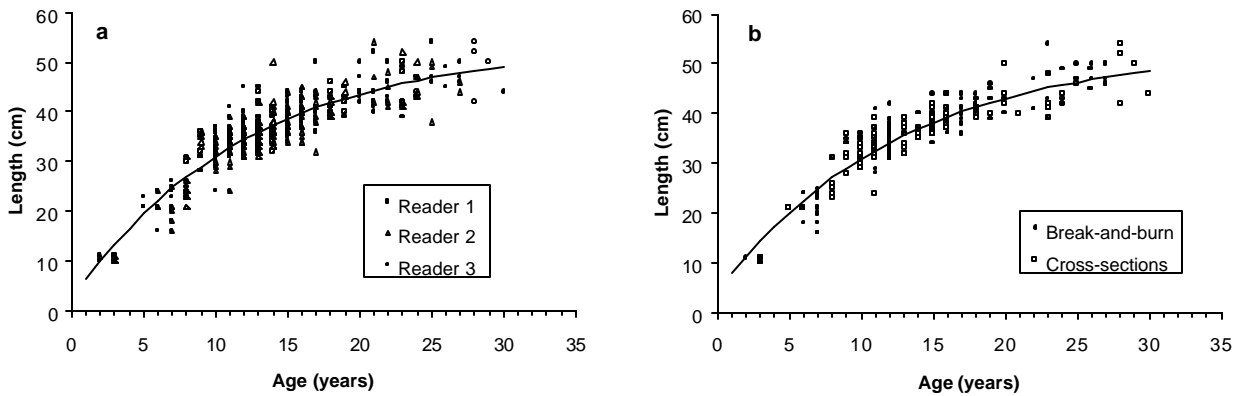 a
60
50
40
30
20
10
0
Length (cm)
Reader 1
Reader 2
Reader 3
0 5 10 15 20 25 30 35
Age (years)
b
60
50
40
30
20
10
0
Length (cm)
Break-and-burn
Cross-sections
0 5 10 15 20 25 30 35
Age (years)